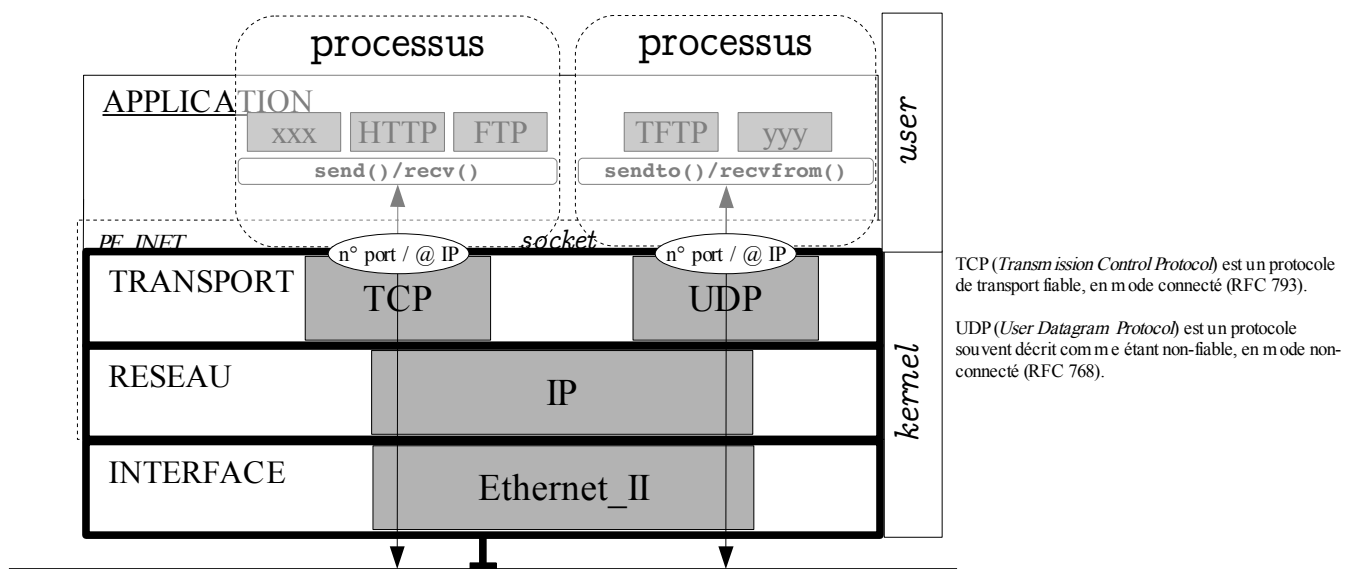 processus
processus
APPLICATION
xxx
HTTP
FTP
TFTP
yyy
send()/recv()
sendto()/recvfrom()
user
PF_INET
socket
n° port / @ IP
n° port / @ IP
TRANSPORT
TCP
UDP
TCP (Transmission Control Protocol) est un protocole
de transport fiable, en mode connecté (RFC 793).
UDP (User Datagram Protocol) est un protocole
souvent décrit comme étant non-fiable, en mode non-
connecté (RFC 768).
RESEAU
IP
kernel
INTERFACE
Ethernet_II